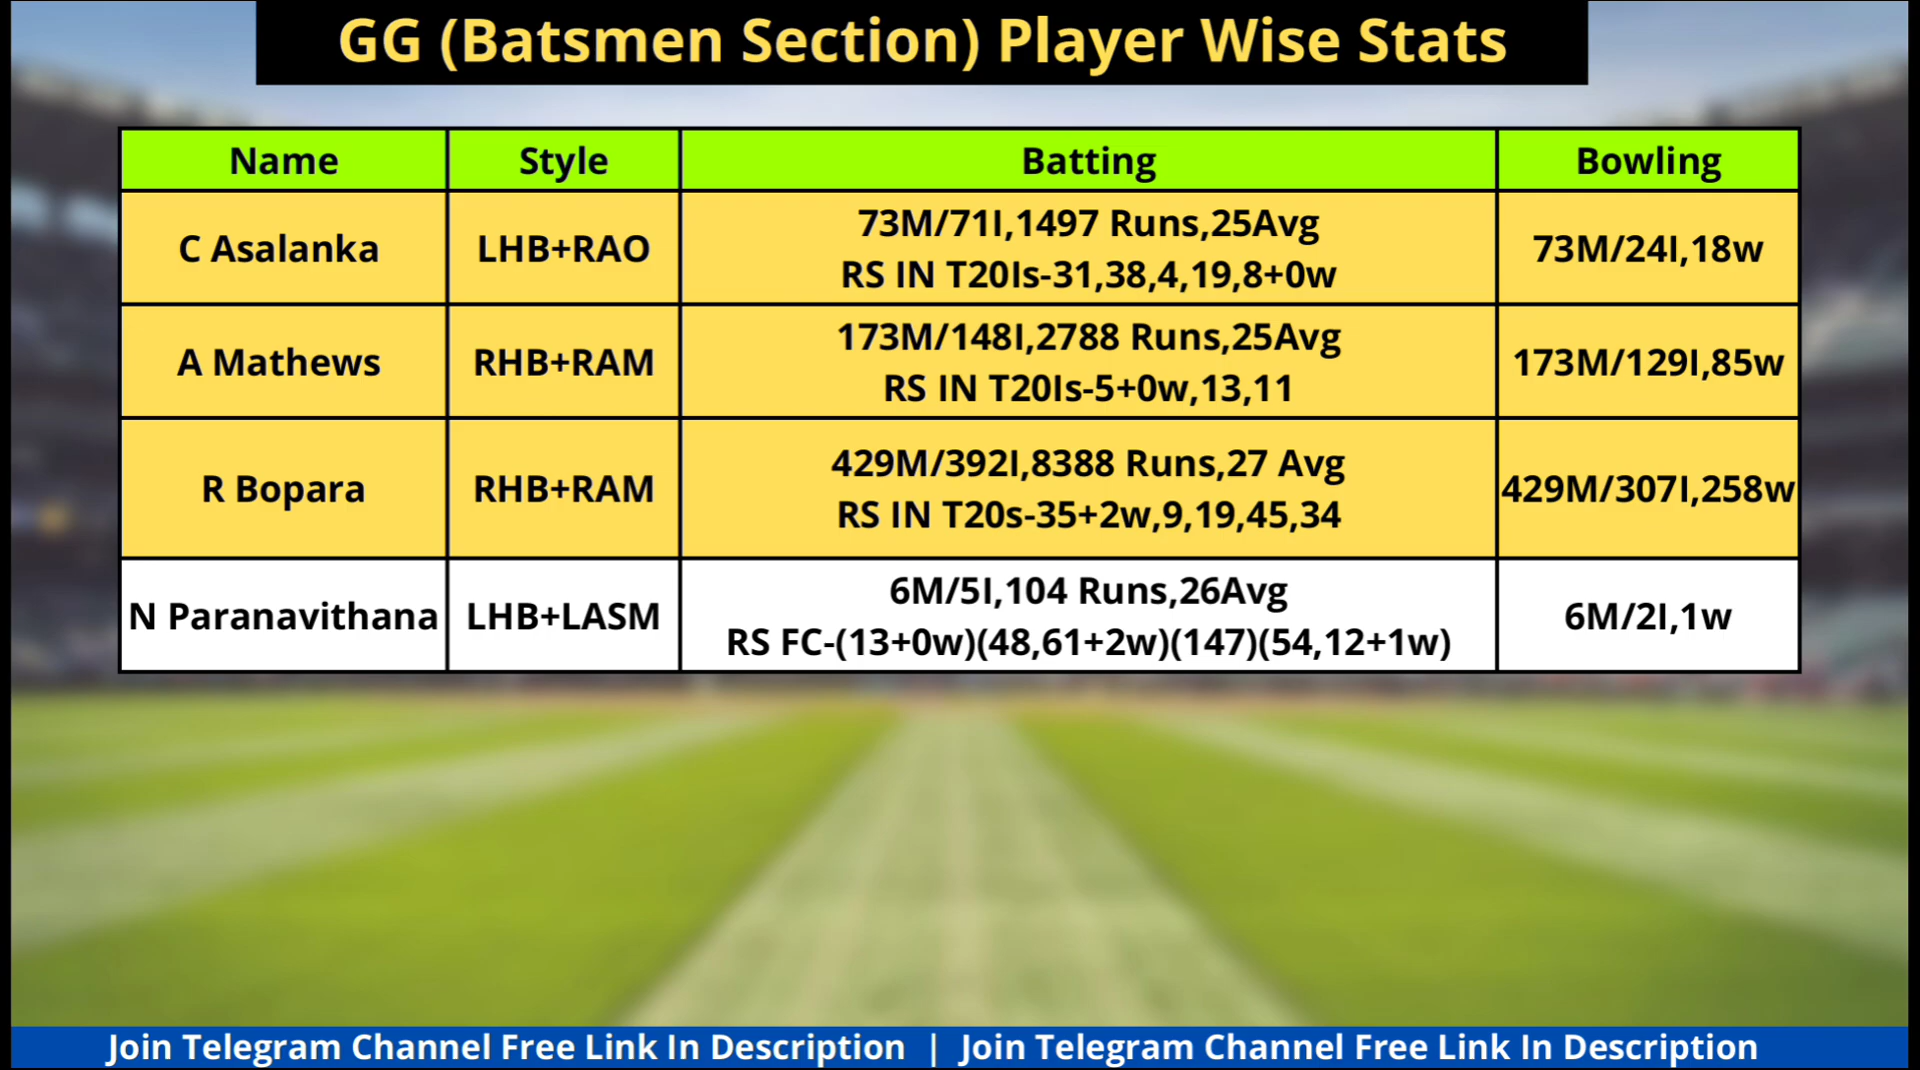 GG (Batsmen Section) Player Wise Stats
Name
Style
Batting
Bowling
C Asalanka
LHB+RAO
73M/71I,1497 Runs,25Avg
RS IN T20Is-31,38,4,19,8+0w
73M/24I,18w
A Mathews
RHB+RAM
173M/148I,2788 Runs,25Avg
RS IN T20Is-5+0w,13,11
173M/129I,85w
R Bopara
RHB+RAM
429M/392I,8388 Runs,27 Avg
RS IN T20s-35+2w,9,19,45,34
429M/307I,258w
N Paranavithana
LHB+LASM
6M/5I,104 Runs,26Avg
RS FC-(13+0w)(48,61+2w)(147)(54,12+1w)
6M/2I,1w
Join Telegram Channel Free Link In Description | Join Telegram Channel Free Link In Description